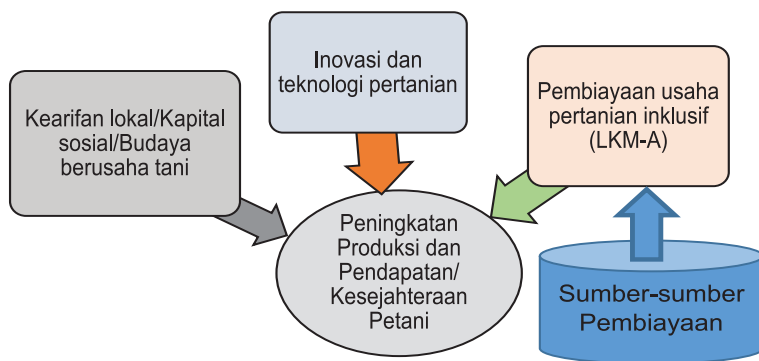 Kearifan lokal/Kapital
sosial/Budaya
berusaha tani
Inovasi dan
teknologi pertanian
Pembiayaan usaha
pertanian inklusif
(LKM-A)
Peningkatan
Produksi dan
Pendapatan/
Kesejahteraan
Petani
Sumber-sumber
Pembiayaan